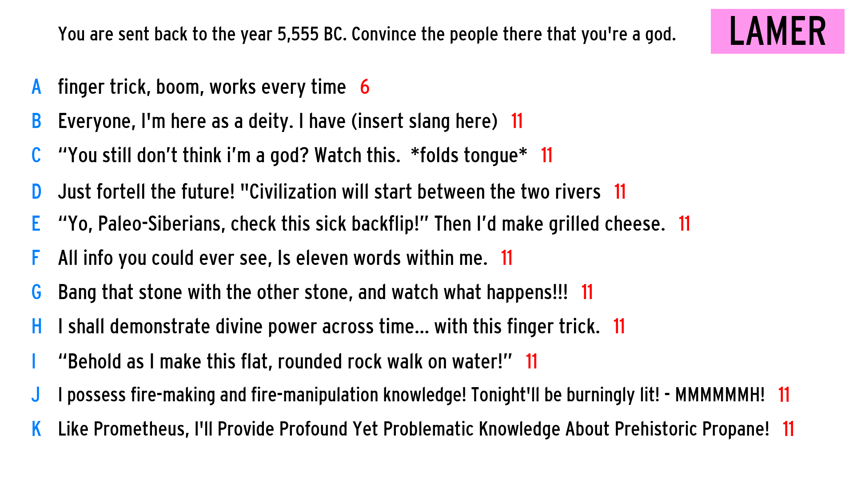 You are sent back to the year 5,555 BC. Convince the people there that you're a god.
LAMER
A finger trick, boom, works every time 6
B Everyone, I'm here as a deity. I have (insert slang here) 11
C “You still don’t think i’m a god? Watch this. *folds tongue* 11
D Just fortell the future! "Civilization will start between the two rivers 11
E “Yo, Paleo-Siberians, check this sick backflip!” Then I’d make grilled cheese. 11
F All info you could ever see, Is eleven words within me. 11
G Bang that stone with the other stone, and watch what happens!!! 11
H I shall demonstrate divine power across time... with this finger trick. 11
I “Behold as I make this flat, rounded rock walk on water!” 11
J I possess fire-making and fire-manipulation knowledge! Tonight'll be burningly lit! - MMMMMMH! 11
K Like Prometheus, I'll Provide Profound Yet Problematic Knowledge About Prehistoric Propane! 11